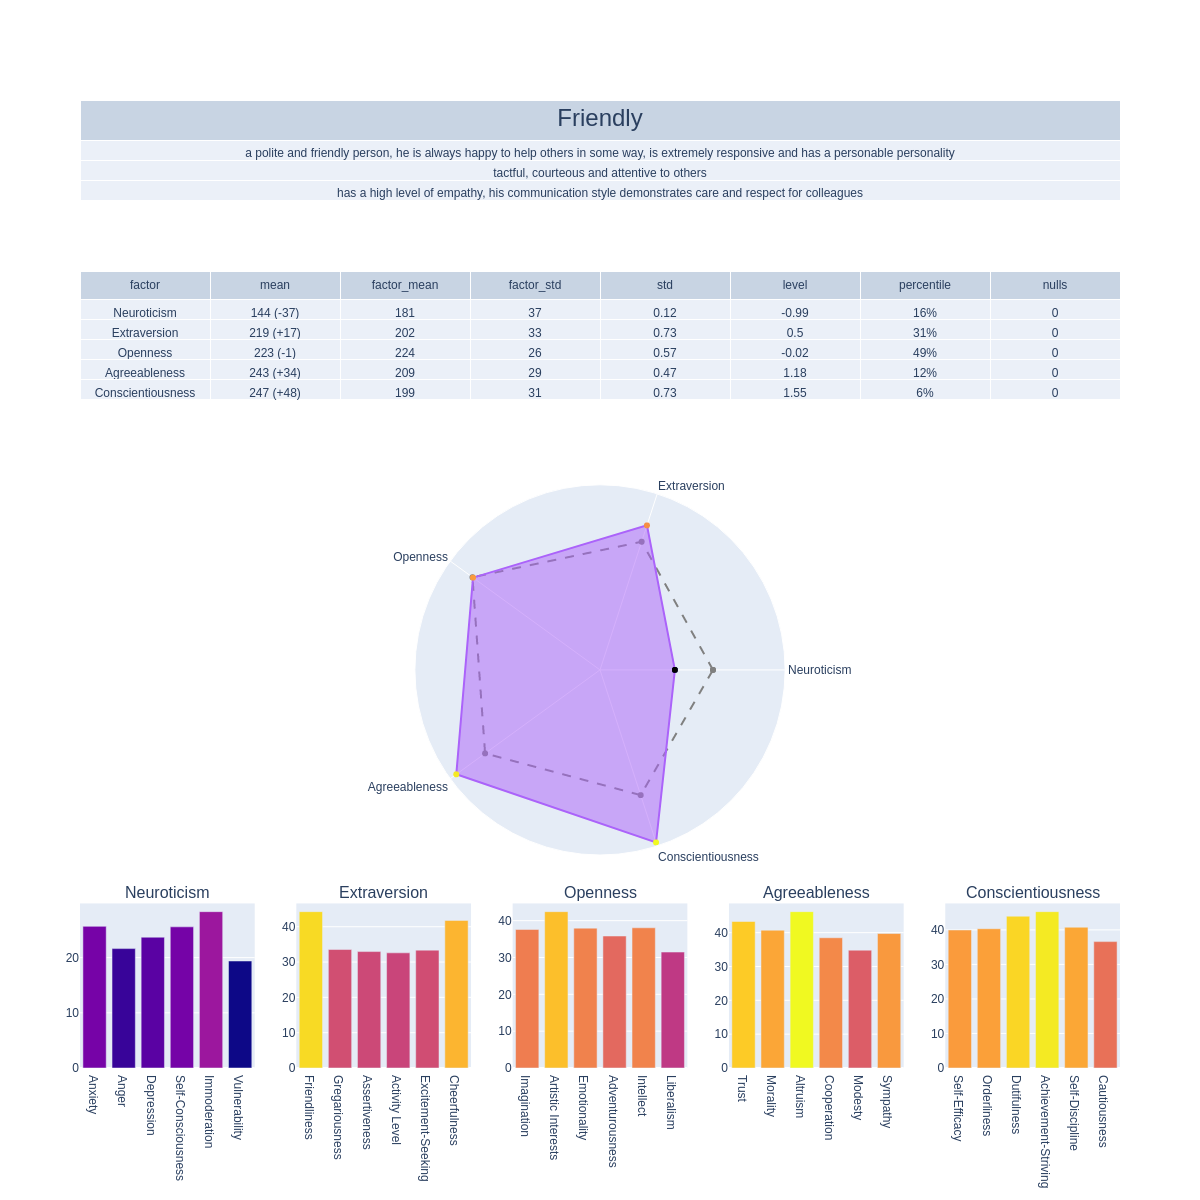 Friendly
a polite and friendly person, he is always happy to help others in some way, is extremely responsive and has a personable personality
tactful, courteous and attentive to others
has a high level of empathy, his communication style demonstrates care and respect for colleagues
factor mean factor_mean factor_std std level percentile nulls
Neuroticism 144 (-37) 181 37 0.12 -0.99 16% 0
Extraversion 219 (+17) 202 33 0.73 0.5 31% 0
Openness 223 (-1) 224 26 0.57 -0.02 49% 0
Agreeableness 243 (+34) 209 29 0.47 1.18 12% 0
Conscientiousness 247 (+48) 199 31 0.73 1.55 6% 0
Extraversion
Openness
Neuroticism
Agreeableness
Conscientiousness
Neuroticism
20
10
0
Anxiety
Anger
Depression
Self-Consciousness
Immoderation
Vulnerability
Extraversion
40
30
20
10
0
Friendliness
Gregariousness
Assertiveness
Activity Level
Excitement-Seeking
Cheerfulness
Openness
40
30
20
10
0
Imagination
Artistic Interests
Emotionality
Adventurousness
Intellect
Liberalism
Agreeableness
40
30
20
10
0
Trust
Morality
Altruism
Cooperation
Modesty
Sympathy
Conscientiousness
40
30
20
10
0
Self-Efficacy
Orderliness
Dutifulness
Achievement-Striving
Self-Discipline
Cautiousness